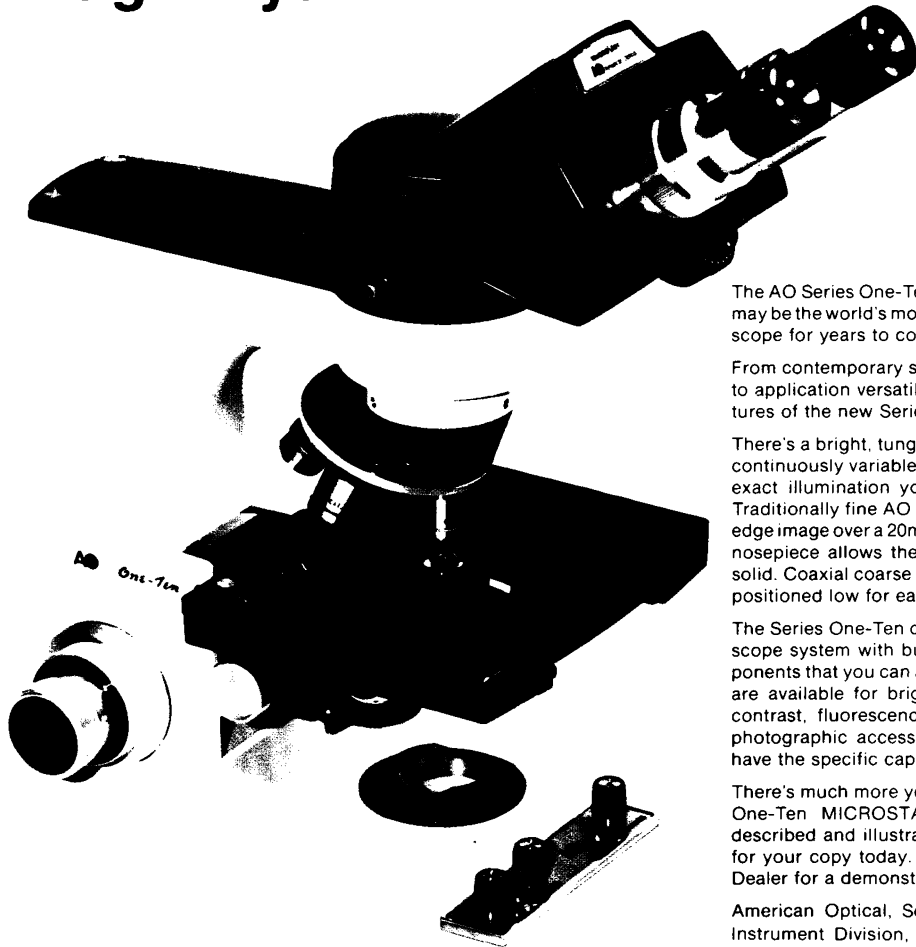 The AO Series One-Te
may be the world's mo
scope for years to co
From contemporary s
to application versatil
tures of the new Serie
There's a bright, tung
continuously variable
exact illumination yo
Traditionally fine AO
edge image over a 20m
nosepiece allows the
solid. Coaxial coarse
positioned low for ea
The Series One-Ten c
scope system with bu
ponents that you can a
are available for brig
contrast, fluorescenc
photographic access
have the specific cap
There's much more yo
One-Ten MICROSTA
described and illustra
for your copy today.
Dealer for a demonst
American Optical, Sc
Instrument Division,
AO One-Ten